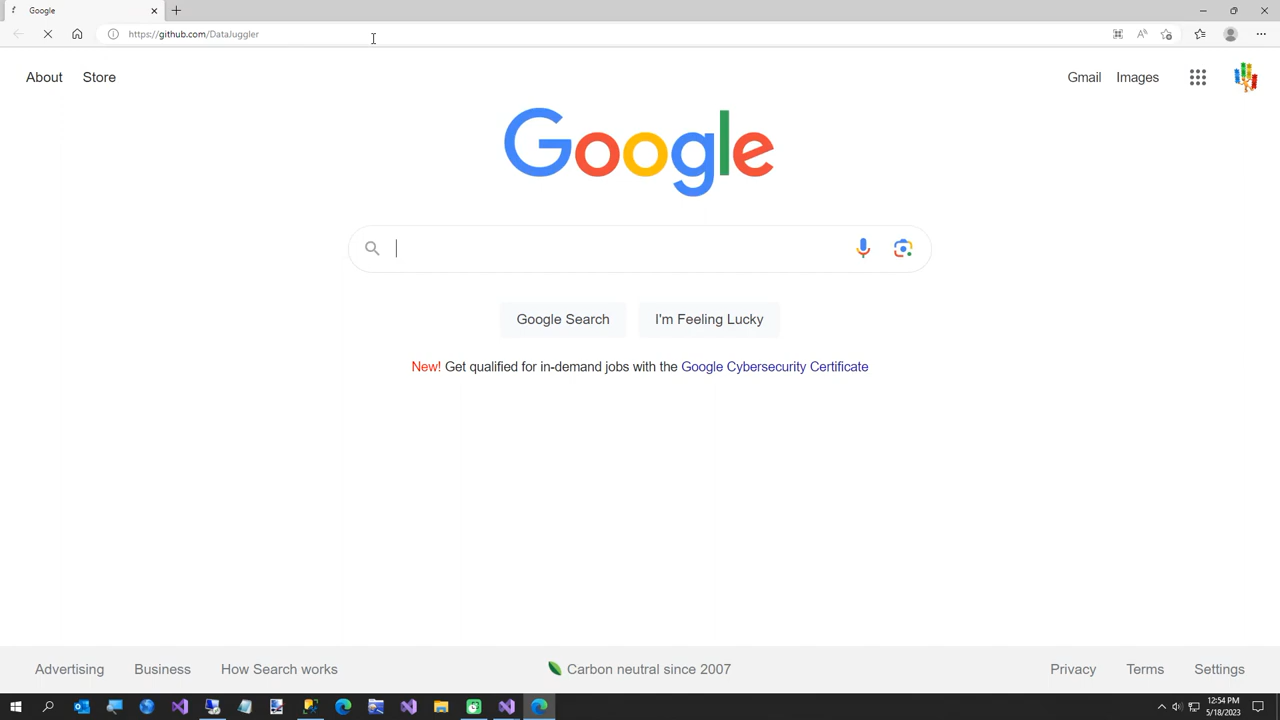 Google
https://github.com/DataJuggler
About Store
Gmail Images
Google
Google Search I'm Feeling Lucky
New! Get qualified for in-demand jobs with the Google Cybersecurity Certificate
Advertising Business How Search works
Carbon neutral since 2007
Privacy Terms Settings
12:54 PM
5/18/2023